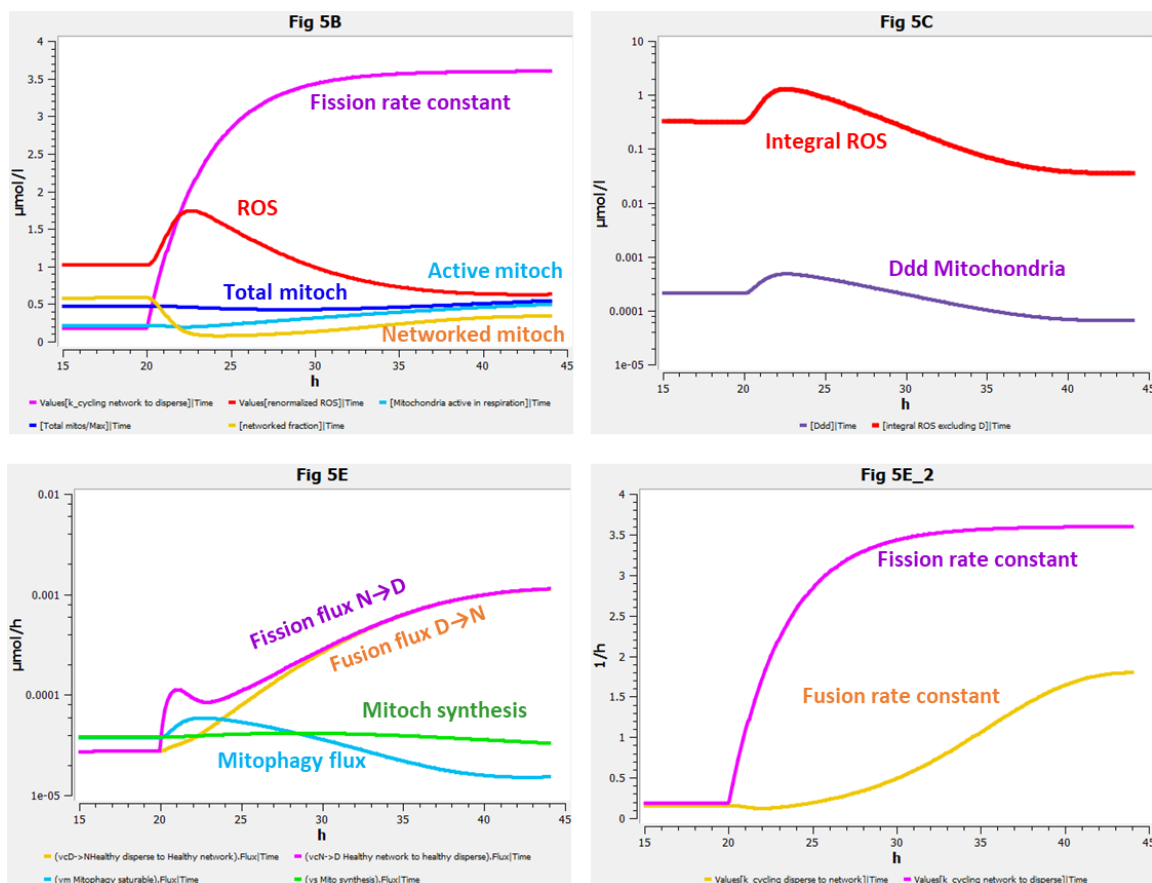 Fig 5B
4
3.5
3
2.5
2
1.5
1
0.5
0
µmol/l
Fission rate constant
ROS
Active mitoch
Total mitoch
Networked mitoch
15 20 25 30 35 40 45
h
Values[k_cycling network to disperse]|Time Values[renormalized ROS]|Time [Mitochondria active in respiration]|Time
[Total mitos/Max]|Time [networked fraction]|Time
Fig 5C
10
1
0.1
0.01
0.001
0.0001
1e-05
µmol/l
Integral ROS
Ddd Mitochondria
15 20 25 30 35 40 45
h
[Ddd]|Time [integral ROS excluding D]|Time
Fig 5E
0.01
0.001
0.0001
1e-05
µmol/h
Fission flux N→D
Fusion flux D→N
Mitoch synthesis
Mitophagy flux
15 20 25 30 35 40 45
h
(vcD->NHealthy disperse to Healthy network).Flux|Time (vcN->D Healthy network to healthy disperse).Flux|Time
(vm Mitophagy saturable).Flux|Time (vs Mito synthesis).Flux|Time
Fig 5E_2
4
3.5
3
2.5
2
1.5
1
0.5
0
1/h
Fission rate constant
Fusion rate constant
15 20 25 30 35 40 45
h
Values[k_cycling disperse to network]|Time Values[k_cycling network to disperse]|Time